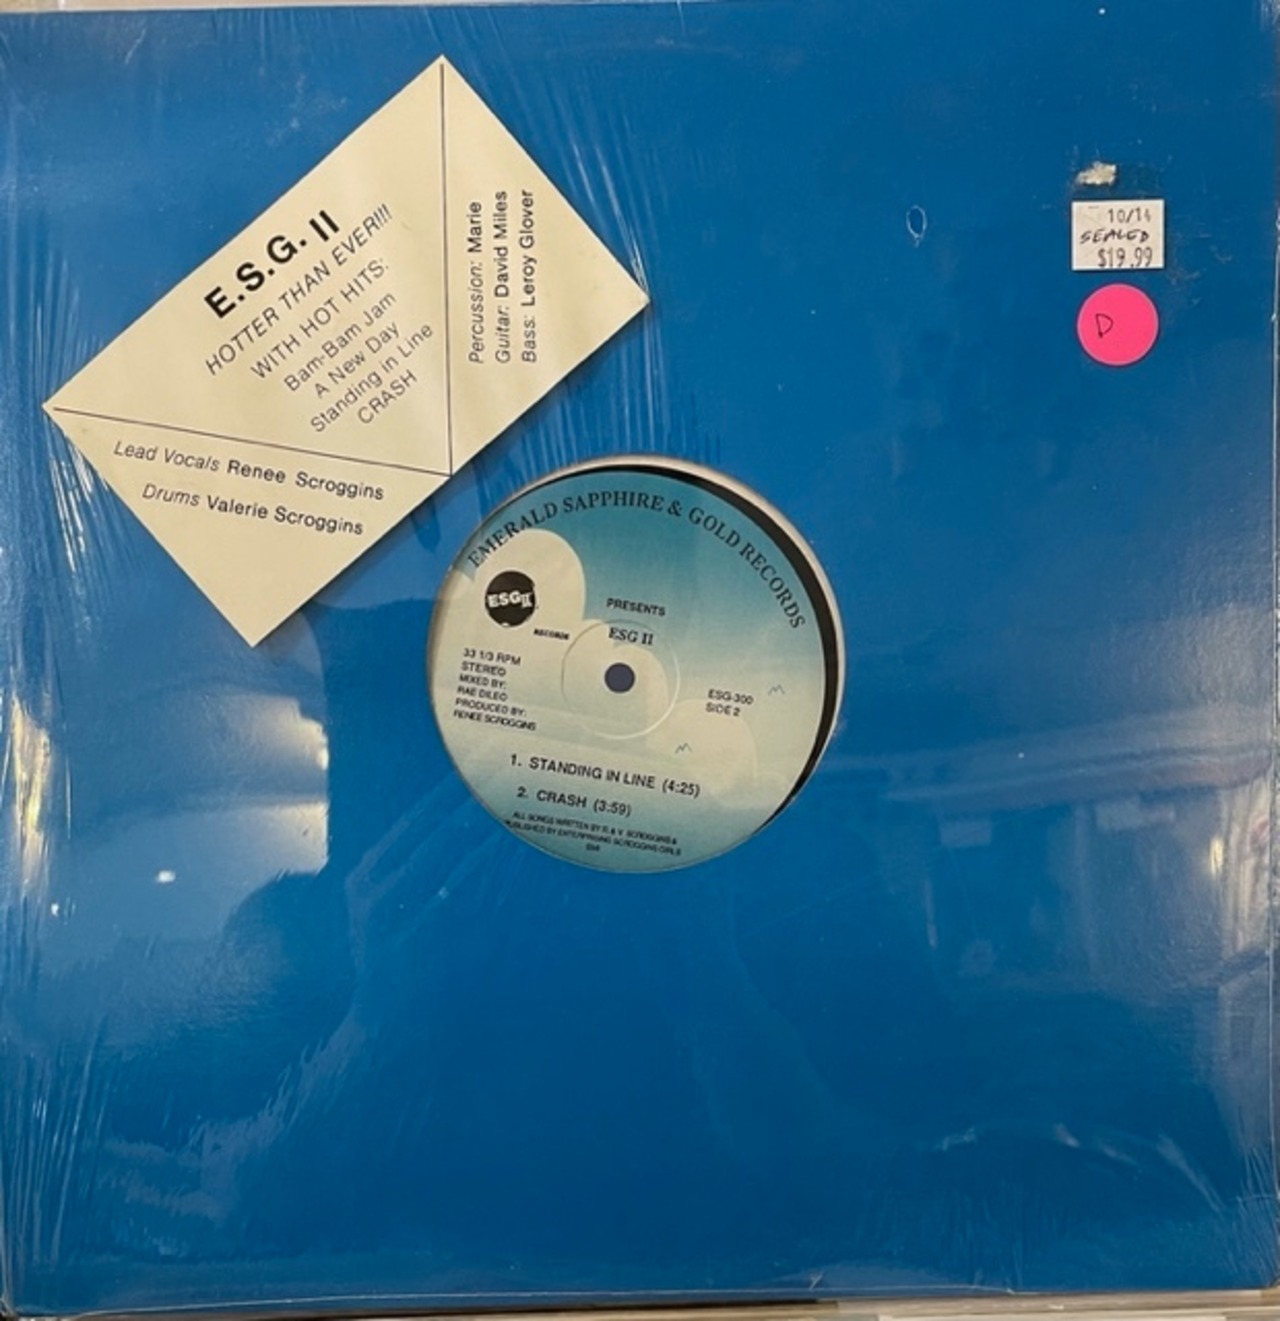 E.S.G. II
HOTTER THAN EVER!!!
WITH HOT HITS:
Bam-Bam Jam
A New Day
Standing in Line
CRASH
Percussion: Marie
Guitar: David Miles
Bass: Leroy Glover
Lead Vocals Renee Scroggins
Drums Valerie Scroggins
10/14
SEALED
$19.99
D
EMERALD SAPPHIRE & GOLD RECORDS
ESG II
RECORDS
PRESENTS
ESG II
33 1/3 RPM
STEREO
MIXED BY:
RAE DILEO
PRODUCED BY:
RENEE SCROGGINS
ESG-300
SIDE 2
1. STANDING IN LINE (4:25)
2. CRASH (3:59)
ALL SONGS WRITTEN BY R. & V. SCROGGINS &
PUBLISHED BY ENTERPRISING SCROGGINS GIRLS
BMI